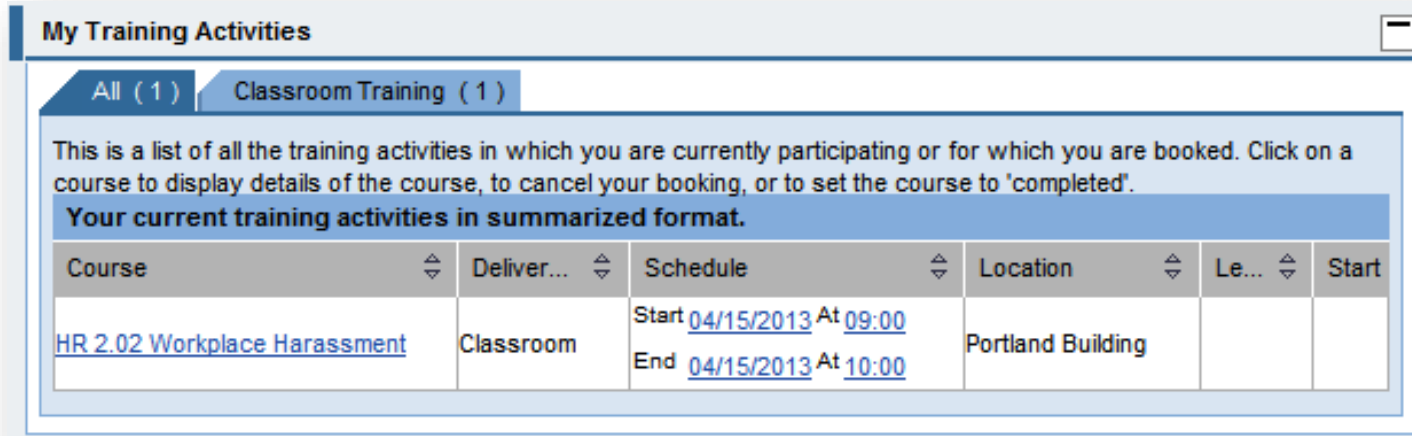 My Training Activities
All ( 1 ) Classroom Training ( 1 )
This is a list of all the training activities in which you are currently participating or for which you are booked. Click on a
course to display details of the course, to cancel your booking, or to set the course to 'completed'.
Your current training activities in summarized format.
Course Deliver... Schedule Location Le... Start
HR 2.02 Workplace Harassment Classroom Start 04/15/2013 At 09:00 Portland Building
End 04/15/2013 At 10:00